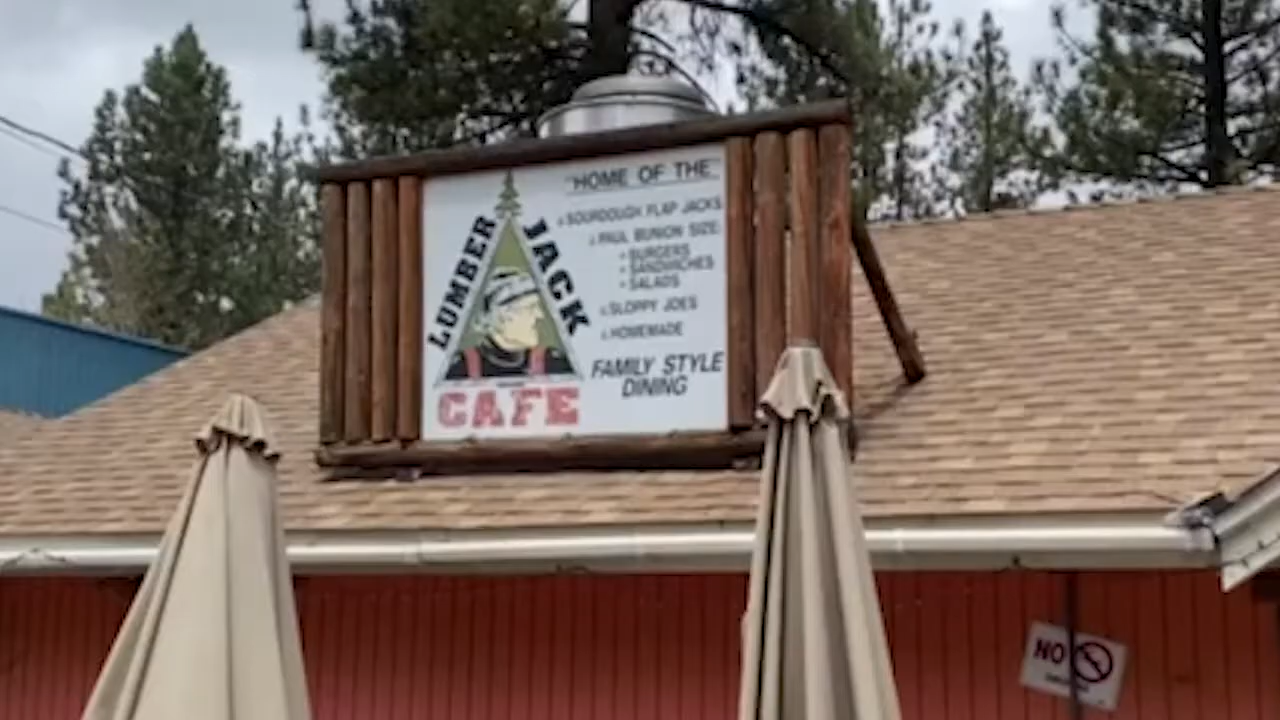 LUMBER JACK
CAFE
"HOME OF THE"
SOURDOUGH FLAP JACKS
PAUL BUNION SIZE:
• BURGERS
• SANDWICHES
• SALADS
SLOPPY JOES
HOMEMADE
FAMILY STYLE
DINING
NO